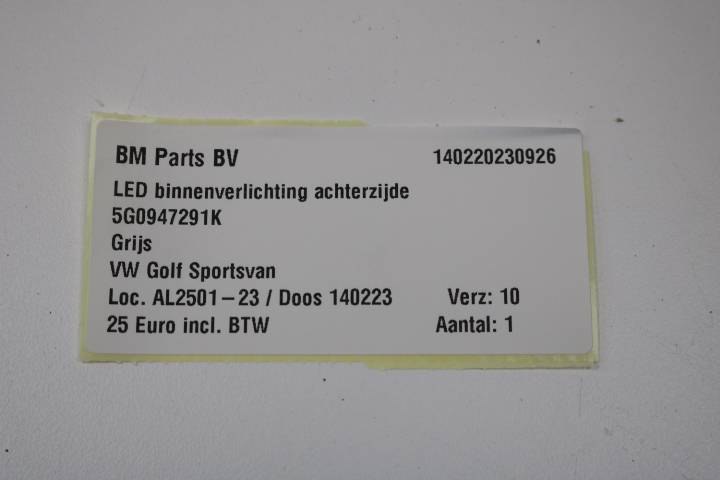 BM Parts BV 140220230926
LED binnenverlichting achterzijde
5G0947291K
Grijs
VW Golf Sportsvan
Loc. AL2501-23 / Doos 140223 Verz: 10
25 Euro incl. BTW Aantal: 1